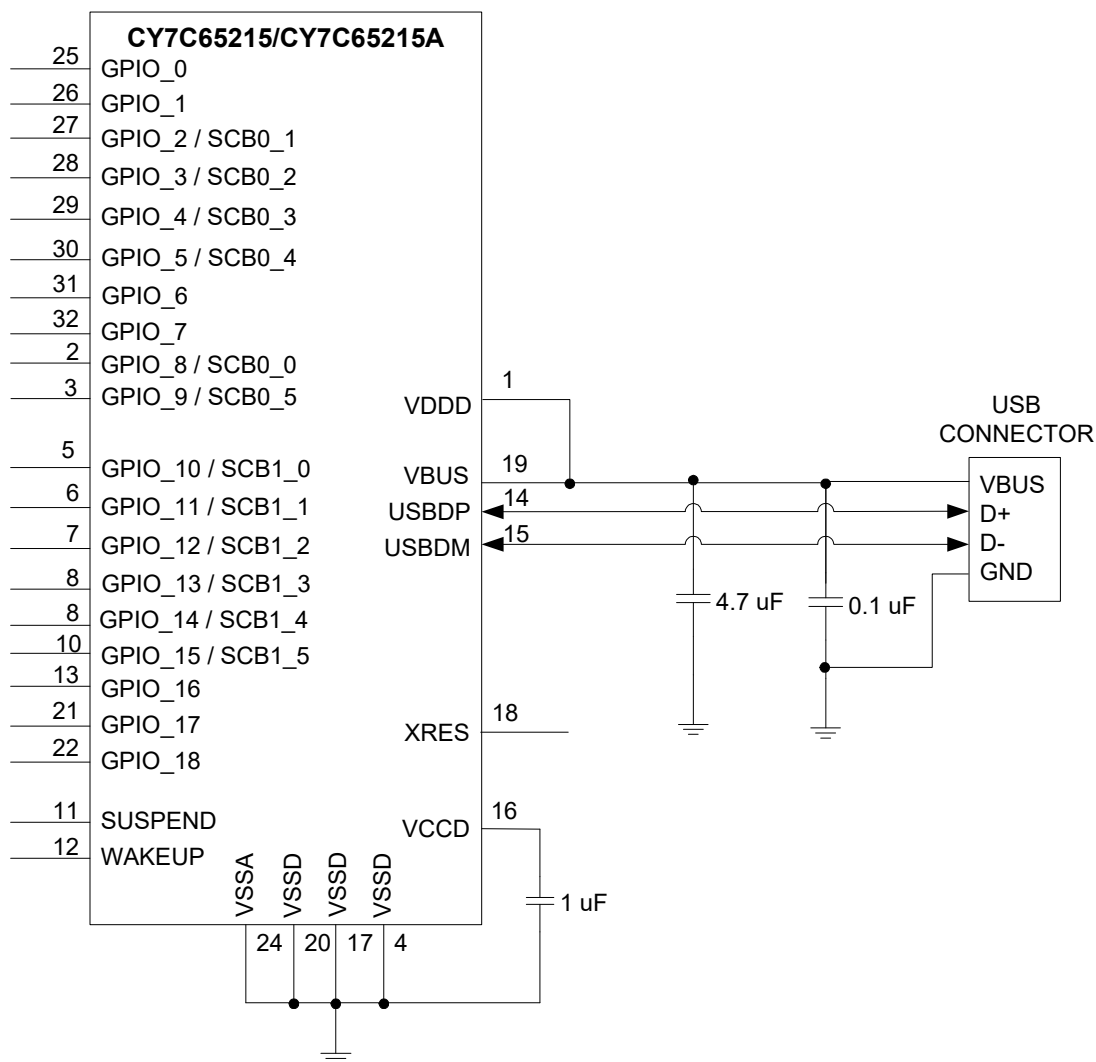 CY7C65215/CY7C65215A
25
GPIO_0
26
GPIO_1
27
GPIO_2 / SCB0_1
28
GPIO_3 / SCB0_2
29
GPIO_4 / SCB0_3
30
GPIO_5 / SCB0_4
31
GPIO_6
32
GPIO_7
2
GPIO_8 / SCB0_0
3
GPIO_9 / SCB0_5
5
GPIO_10 / SCB1_0
6
GPIO_11 / SCB1_1
7
GPIO_12 / SCB1_2
8
GPIO_13 / SCB1_3
8
GPIO_14 / SCB1_4
10
GPIO_15 / SCB1_5
13
GPIO_16
21
GPIO_17
22
GPIO_18
11
SUSPEND
12
WAKEUP
VDDD
1
VBUS
19
USBDP
14
USBDM
15
XRES
18
VCCD
16
VSSA
VSSD
VSSD
VSSD
24
20
17
4
1 uF
4.7 uF
0.1 uF
USB
CONNECTOR
VBUS
D+
D-
GND